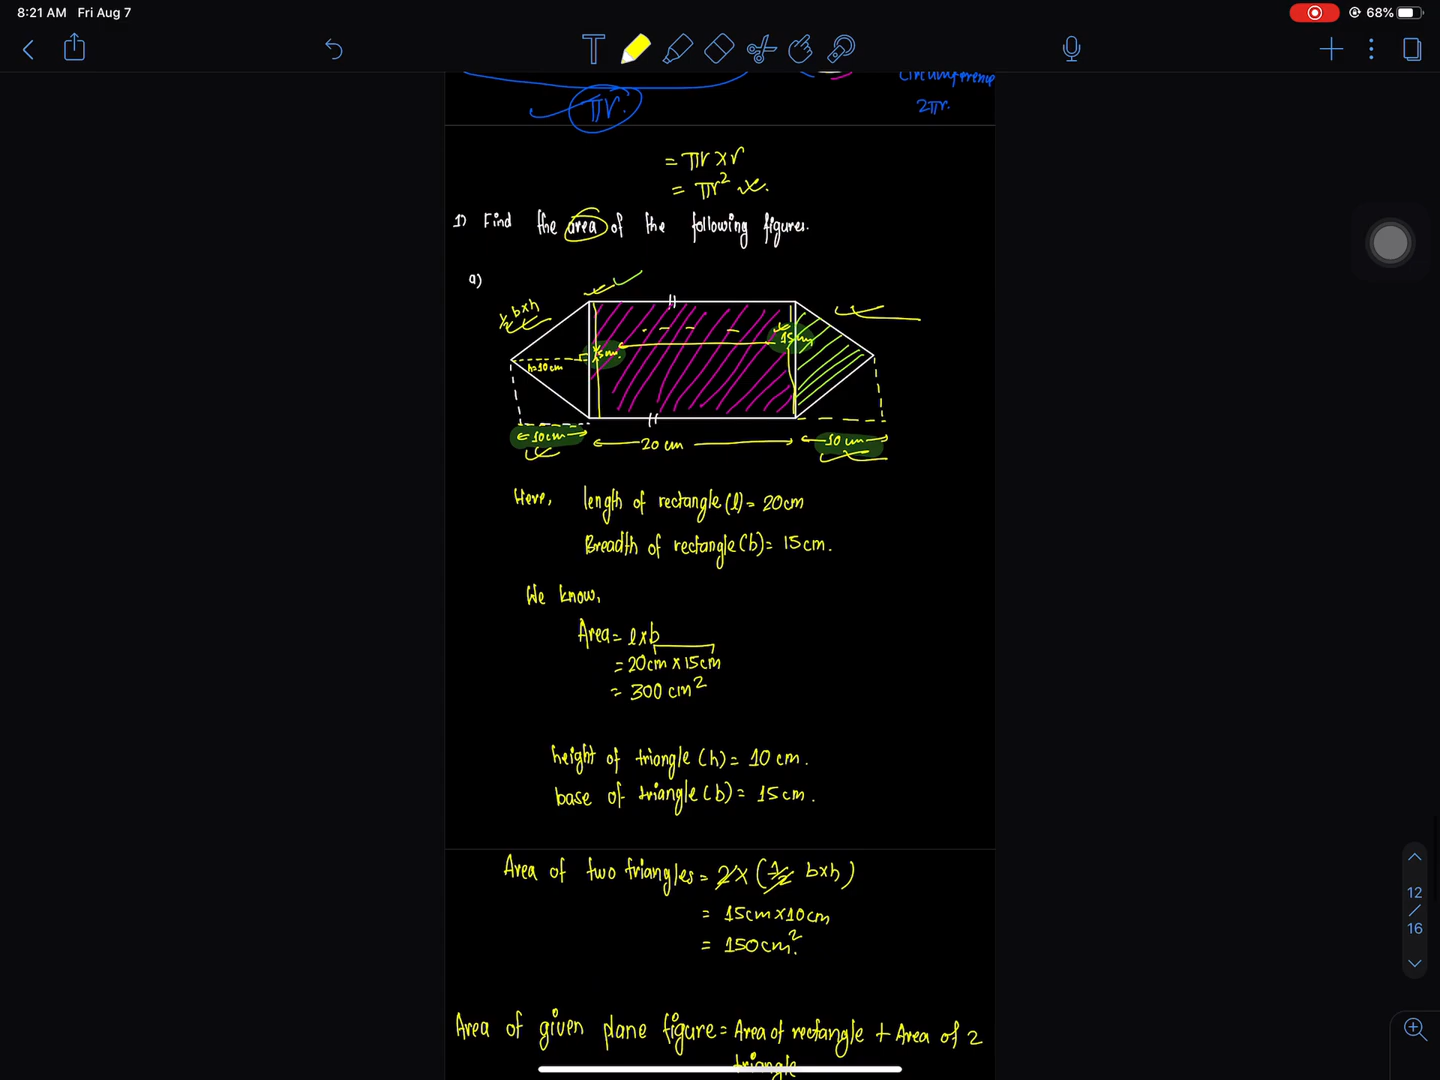 8:21 AM Fri Aug 7
68%
circumference
πr.
2πr.
= πr × r
= πr²
1) Find the area of the following figures.
a)
½ b×h
15cm
15cm.
h=10cm
10cm
20 cm
10 cm
Here, length of rectangle (l) = 20cm
Breadth of rectangle (b) = 15cm.
We know,
Area = l×b
= 20cm × 15cm
= 300 cm²
height of triangle (h) = 10 cm.
base of triangle (b) = 15cm.
Area of two triangles = 2× (½ b×h)
= 15cm×10cm
= 150cm².
Area of given plane figure = Area of rectangle + Area of 2
triangle
12
/
16